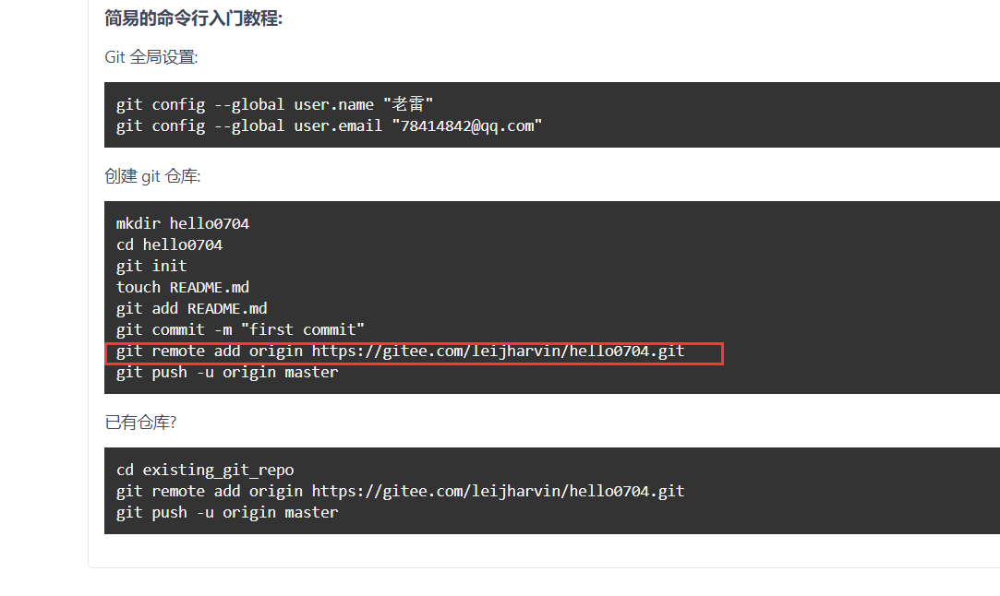 简易的命令行入门教程:
Git 全局设置:
git config --global user.name "老雷"
git config --global user.email "78414842@qq.com"
创建 git 仓库:
mkdir hello0704
cd hello0704
git init
touch README.md
git add README.md
git commit -m "first commit"
git remote add origin https://gitee.com/leijharvin/hello0704.git
git push -u origin master
已有仓库?
cd existing_git_repo
git remote add origin https://gitee.com/leijharvin/hello0704.git
git push -u origin master